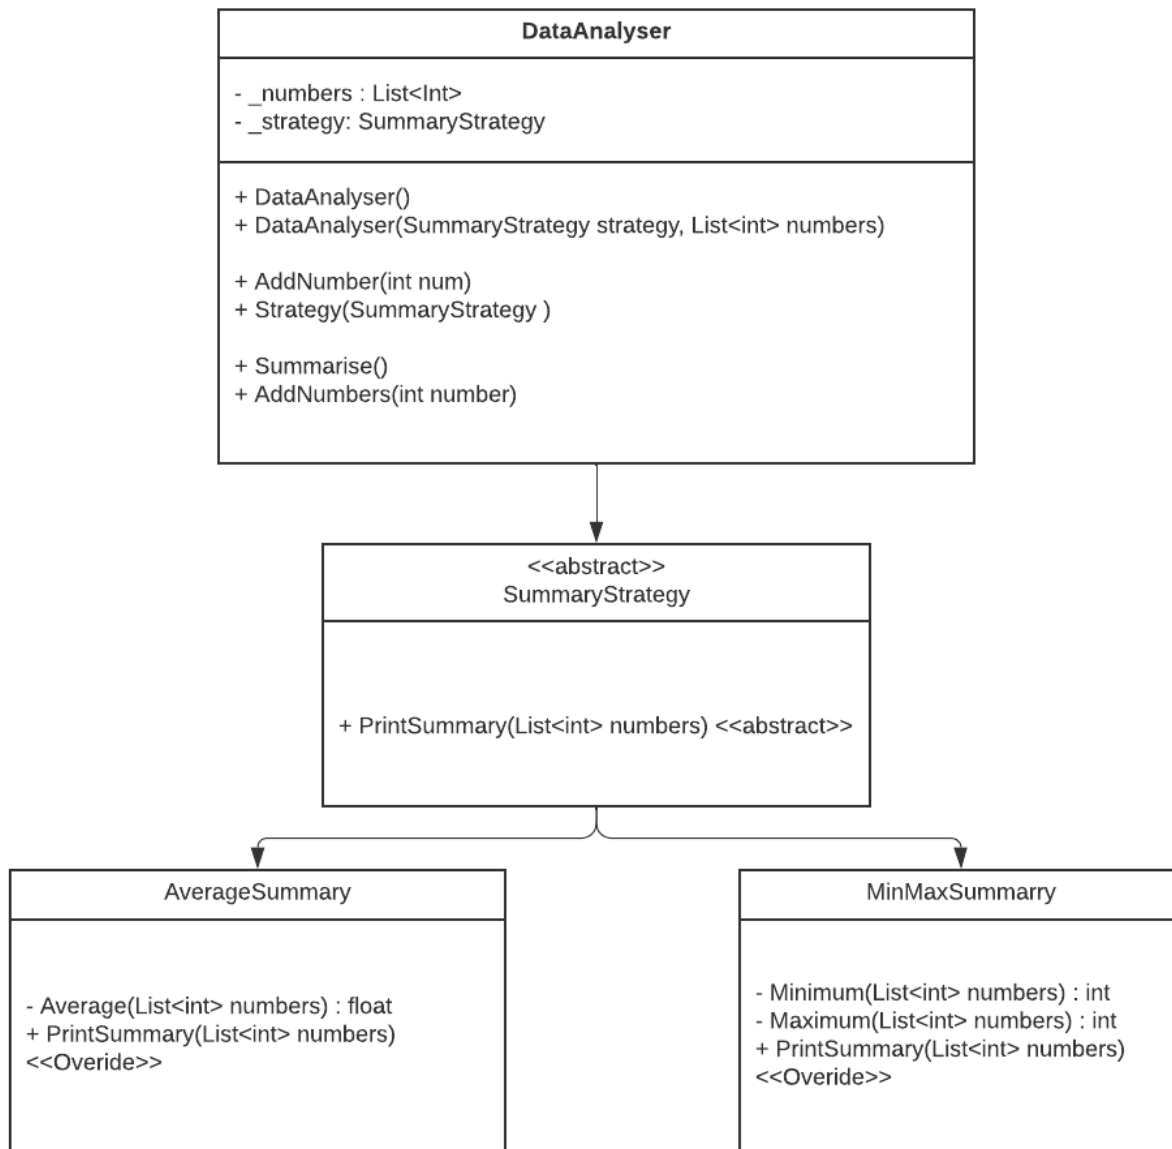 DataAnalyser
- _numbers : List<Int>
- _strategy: SummaryStrategy
+ DataAnalyser()
+ DataAnalyser(SummaryStrategy strategy, List<int> numbers)
+ AddNumber(int num)
+ Strategy(SummaryStrategy )
+ Summarise()
+ AddNumbers(int number)
<<abstract>>
SummaryStrategy
+ PrintSummary(List<int> numbers) <<abstract>>
AverageSummary
- Average(List<int> numbers) : float
+ PrintSummary(List<int> numbers)
<<Overide>>
MinMaxSummarry
- Minimum(List<int> numbers) : int
- Maximum(List<int> numbers) : int
+ PrintSummary(List<int> numbers)
<<Overide>>